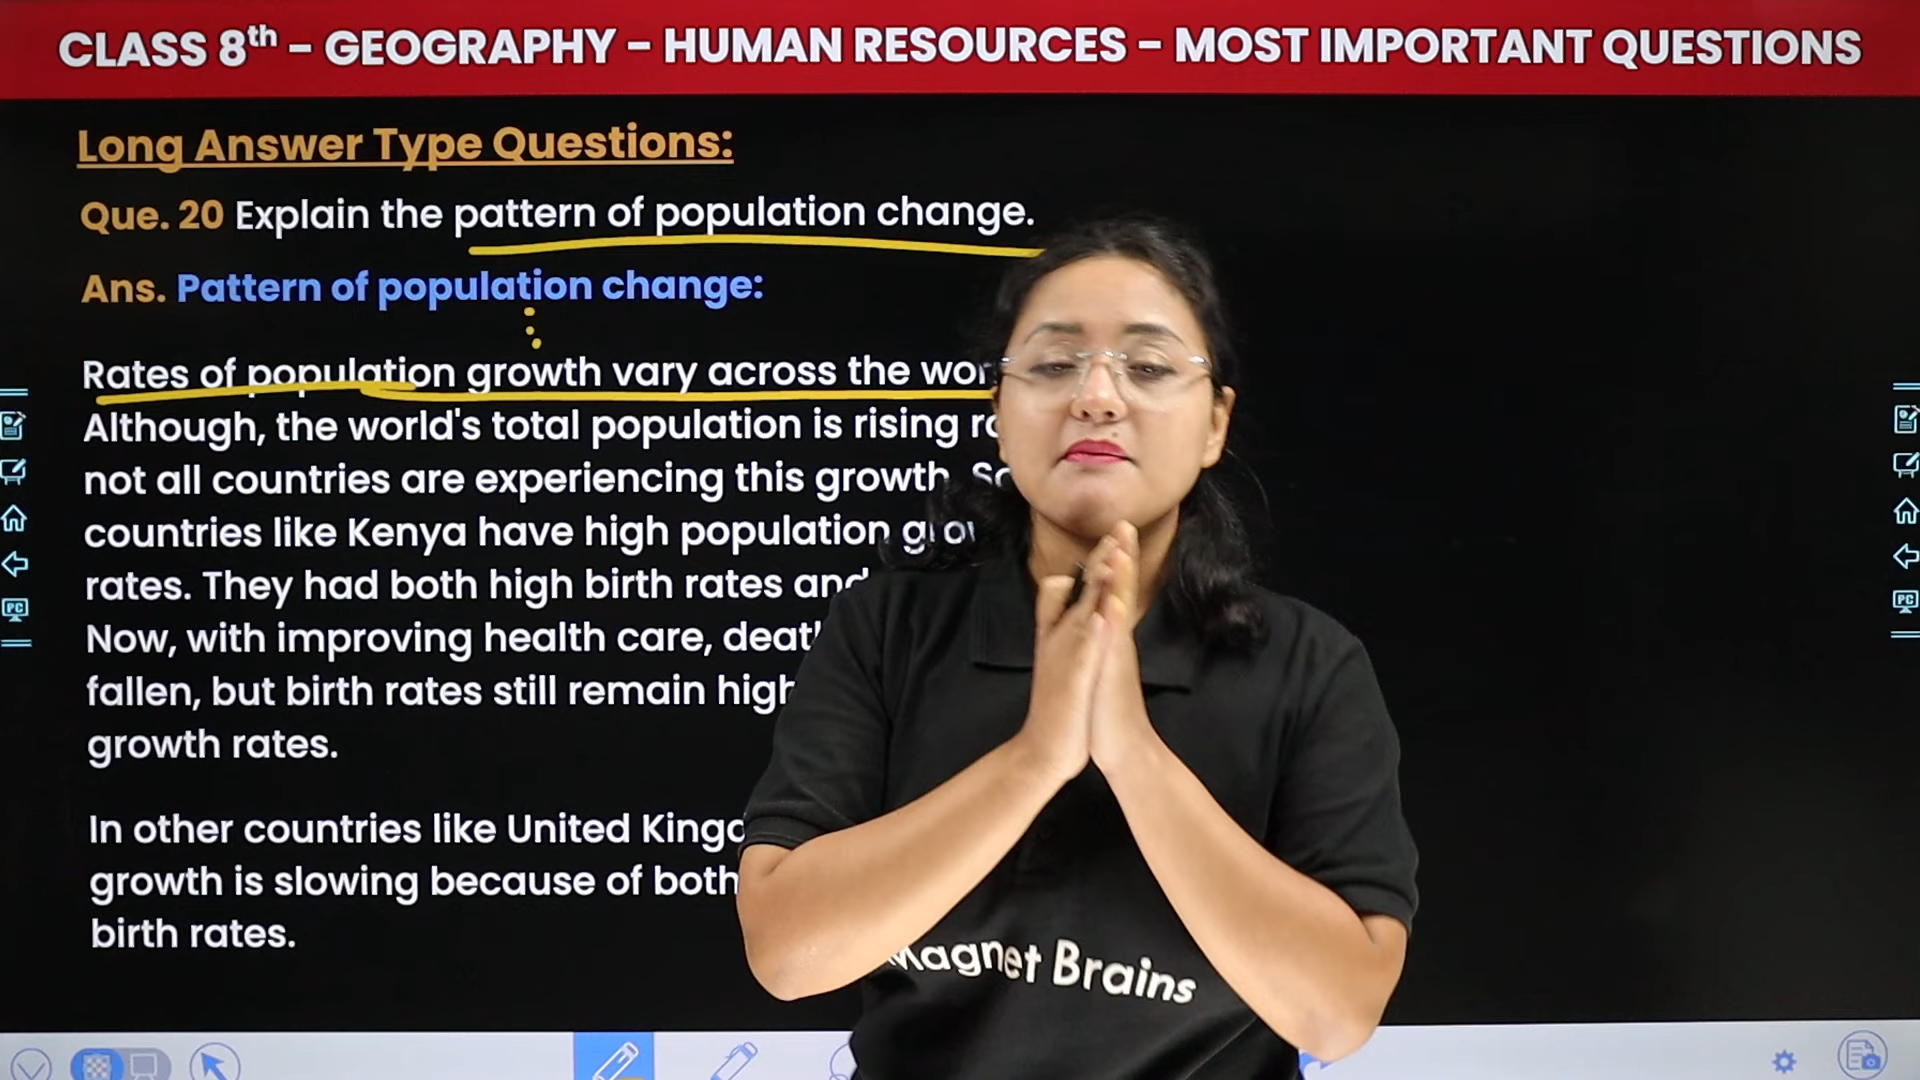 CLASS 8th – GEOGRAPHY – HUMAN RESOURCES – MOST IMPORTANT QUESTIONS
Long Answer Type Questions:
Que. 20 Explain the pattern of population change.
Ans. Pattern of population change:
Rates of population growth vary across the
Although, the world's total population is rising
not all countries are experiencing this growth.
countries like Kenya have high population
rates. They had both high birth rates and
Now, with improving health care,
fallen, but birth rates still remain
growth rates.
In other countries like United
growth is slowing because of both
birth rates.
Magnet Brains
PC
PC